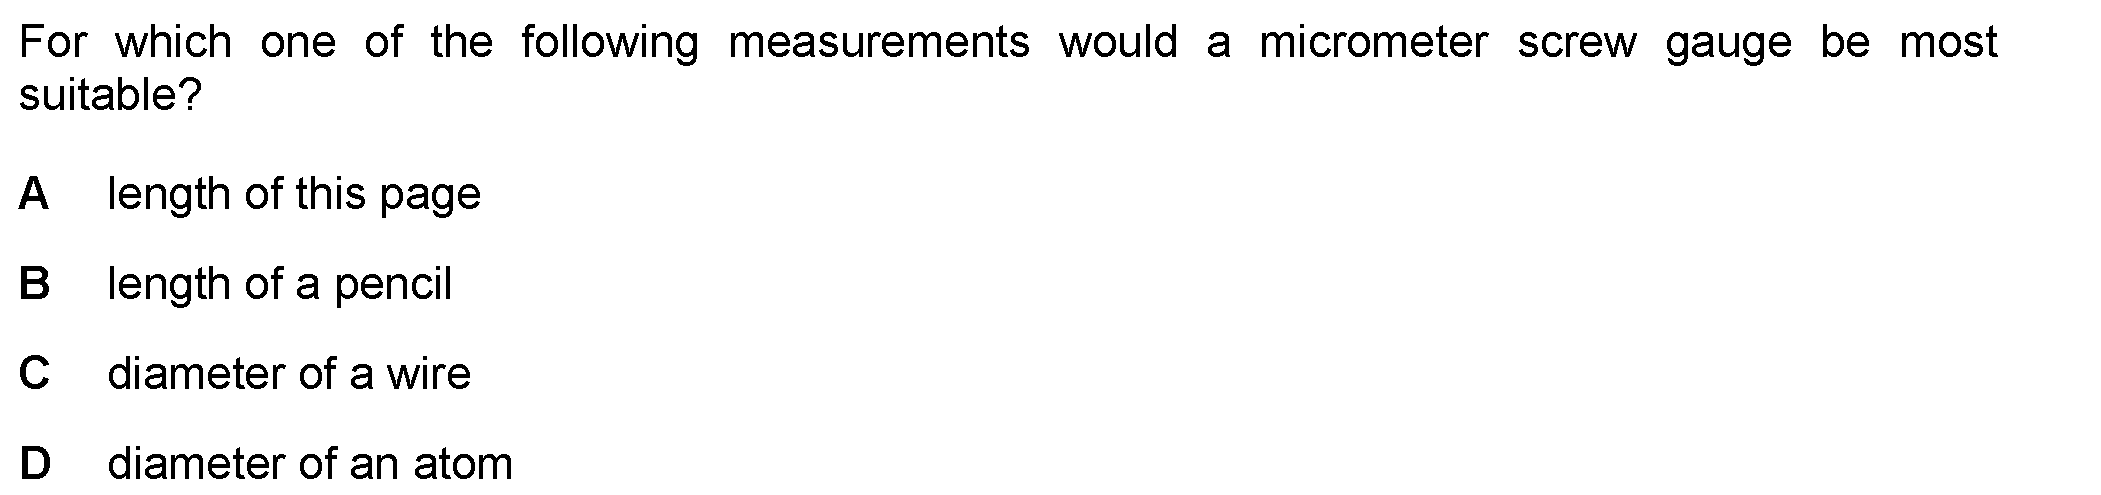 For which one of the following measurements would a micrometer screw gauge be most
suitable?
A length of this page
B length of a pencil
C diameter of a wire
D diameter of an atom